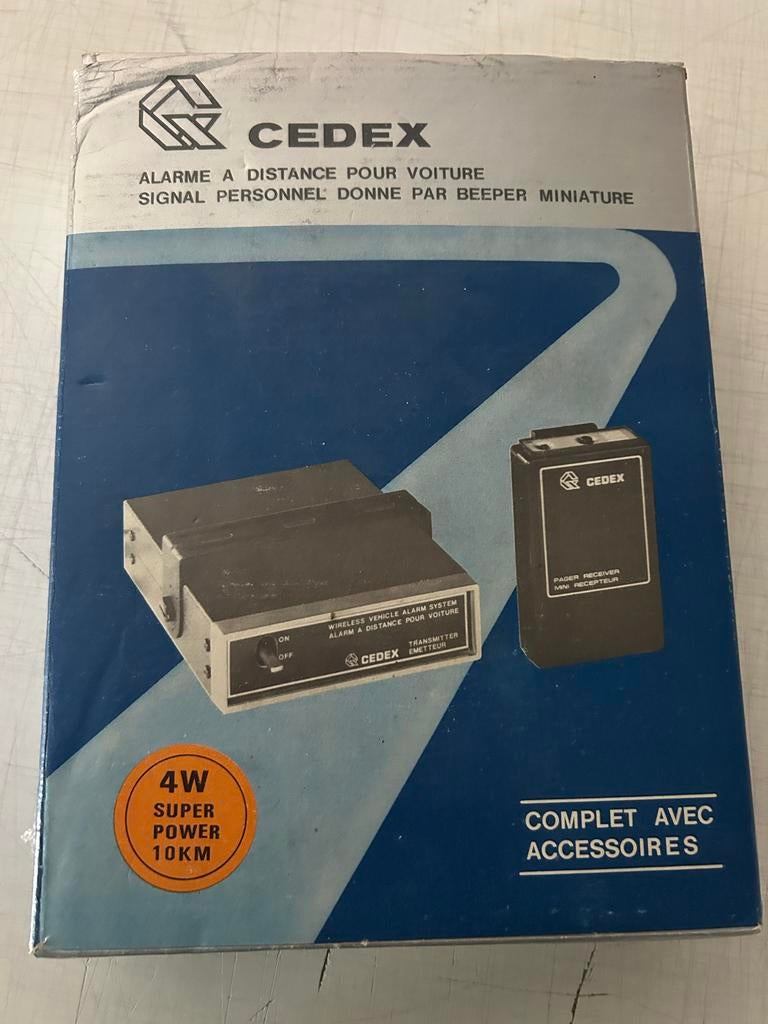 CEDEX
ALARME A DISTANCE POUR VOITURE
SIGNAL PERSONNEL DONNE PAR BEEPER MINIATURE
CEDEX
PAGER RECEIVER
MINI RECEPTEUR
WIRELESS VEHICLE ALARM SYSTEM
ALARM A DISTANCE POUR VOITURE
ON
OFF
CEDEX
TRANSMITTER
EMETTEUR
4W
SUPER
POWER
10KM
COMPLET AVEC
ACCESSOIRES